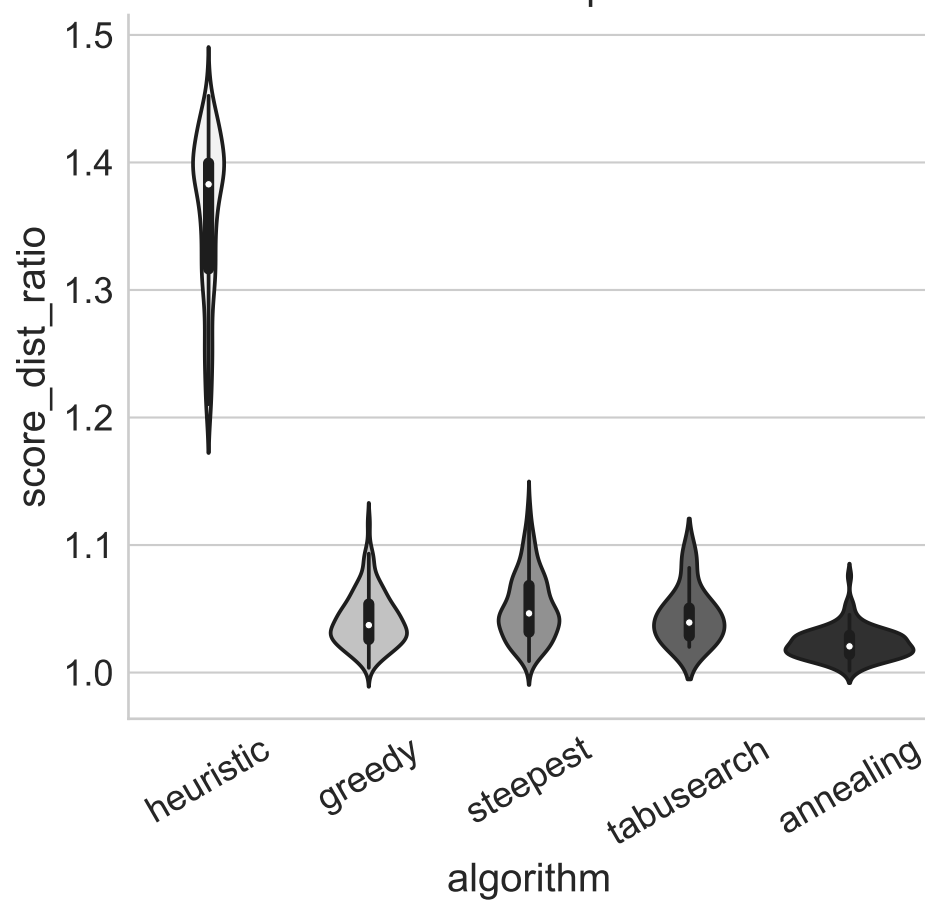 1.5
1.4
1.3
1.2
1.1
1.0
score_dist_ratio
heuristic
greedy
steepest
tabusearch
annealing
algorithm